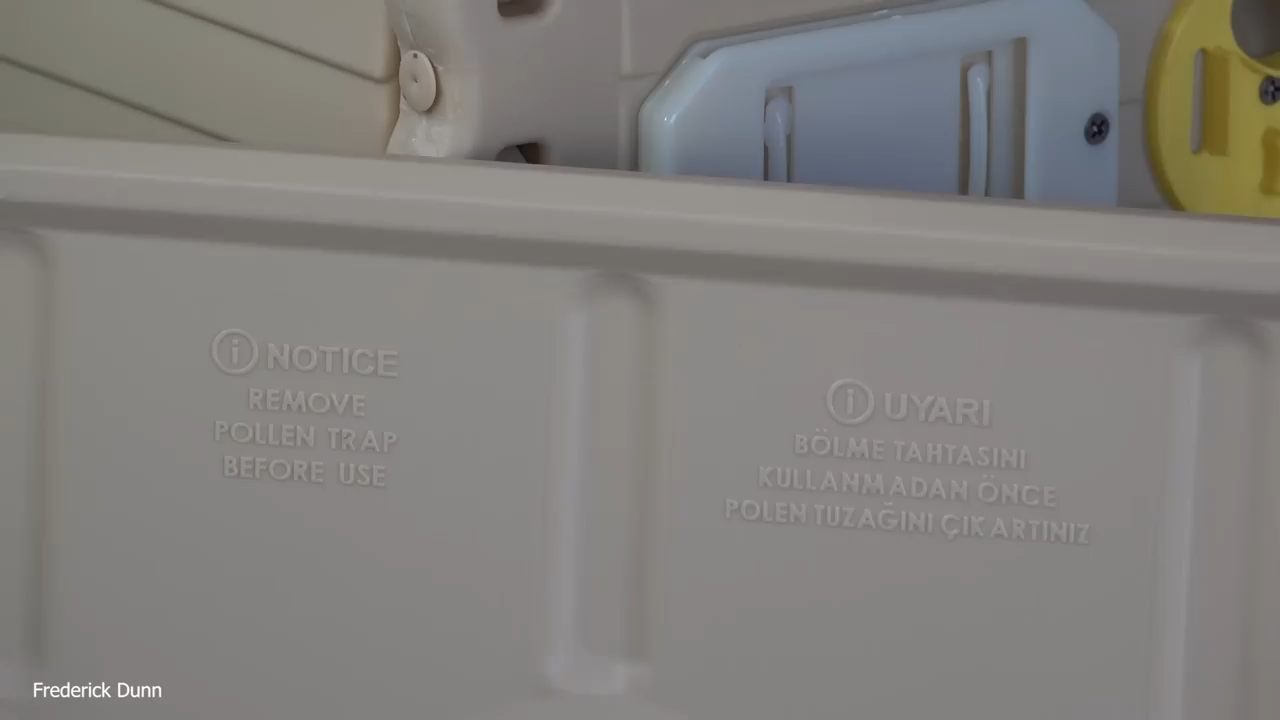 NOTICE
REMOVE
POLLEN TRAP
BEFORE USE
UYARI
BÖLME TAHTASINI
KULLANMADAN ÖNCE
POLEN TUZAĞINI ÇIKARTINIZ
Frederick Dunn